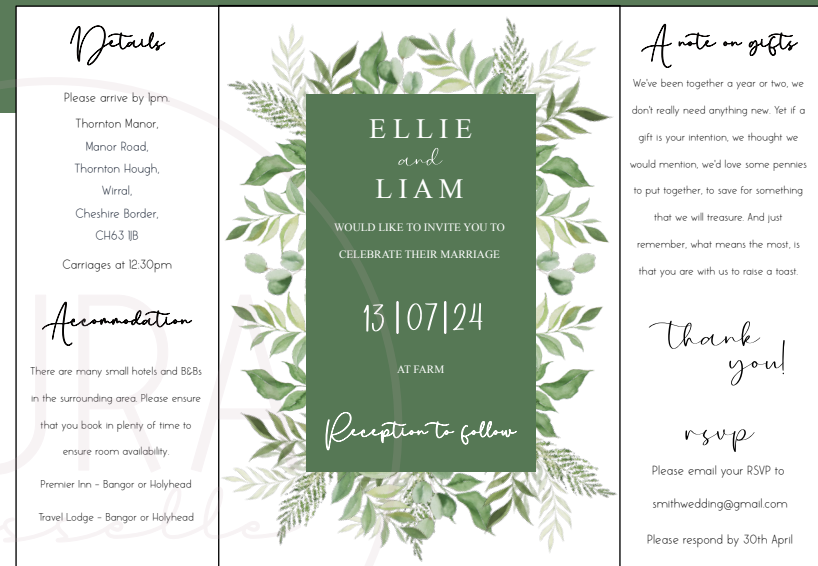 Details
Please arrive by 1pm.
Thornton Manor,
Manor Road,
Thornton Hough,
Wirral,
Cheshire Border,
CH63 1JB
Carriages at 12:30pm
Accommodation
There are many small hotels and B&Bs
in the surrounding area. Please ensure
that you book in plenty of time to
ensure room availability.
Premier Inn - Bangor or Holyhead
Travel Lodge - Bangor or Holyhead
ELLIE
and
LIAM
WOULD LIKE TO INVITE YOU TO
CELEBRATE THEIR MARRIAGE
13|07|24
AT FARM
Reception to follow
A note on gifts
We've been together a year or two, we
don't really need anything new. Yet if a
gift is your intention, we thought we
would mention, we'd love some pennies
to put together, to save for something
that we will treasure. And just
remember, what means the most, is
that you are with us to raise a toast.
thank
you!
rsvp
Please email your RSVP to
smithwedding@gmail.com
Please respond by 30th April